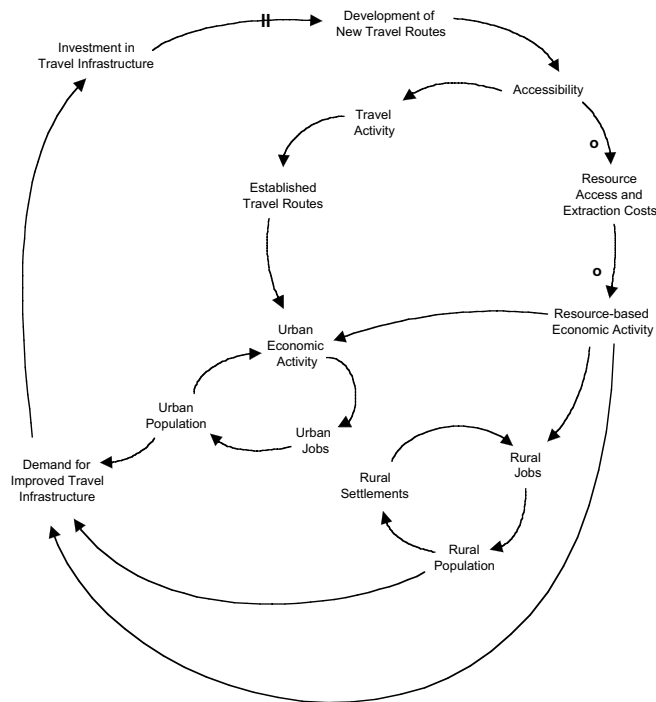 Development of
New Travel Routes
Investment in
Travel Infrastructure
Accessibility
Travel
Activity
o
Established
Travel Routes
Resource
Access and
Extraction Costs
o
Resource-based
Economic Activity
Urban
Economic
Activity
Urban
Population
Urban
Jobs
Demand for
Improved Travel
Infrastructure
Rural
Jobs
Rural
Settlements
Rural
Population